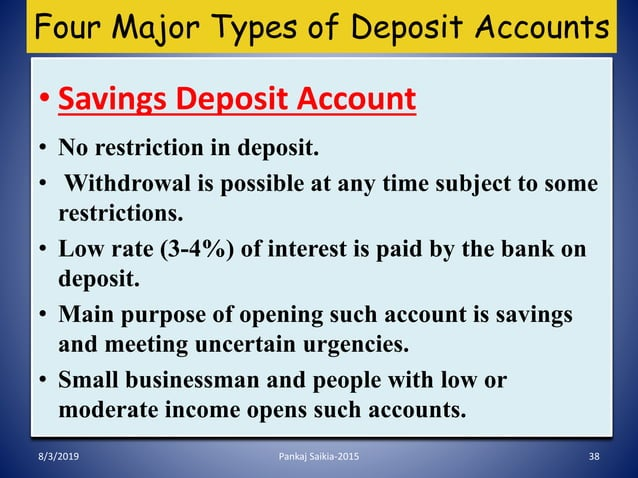 Four Major Types of Deposit Accounts
• Savings Deposit Account
• No restriction in deposit.
• Withdrowal is possible at any time subject to some
restrictions.
• Low rate (3-4%) of interest is paid by the bank on
deposit.
• Main purpose of opening such account is savings
and meeting uncertain urgencies.
• Small businessman and people with low or
moderate income opens such accounts.
8/3/2019 Pankaj Saikia-2015 38